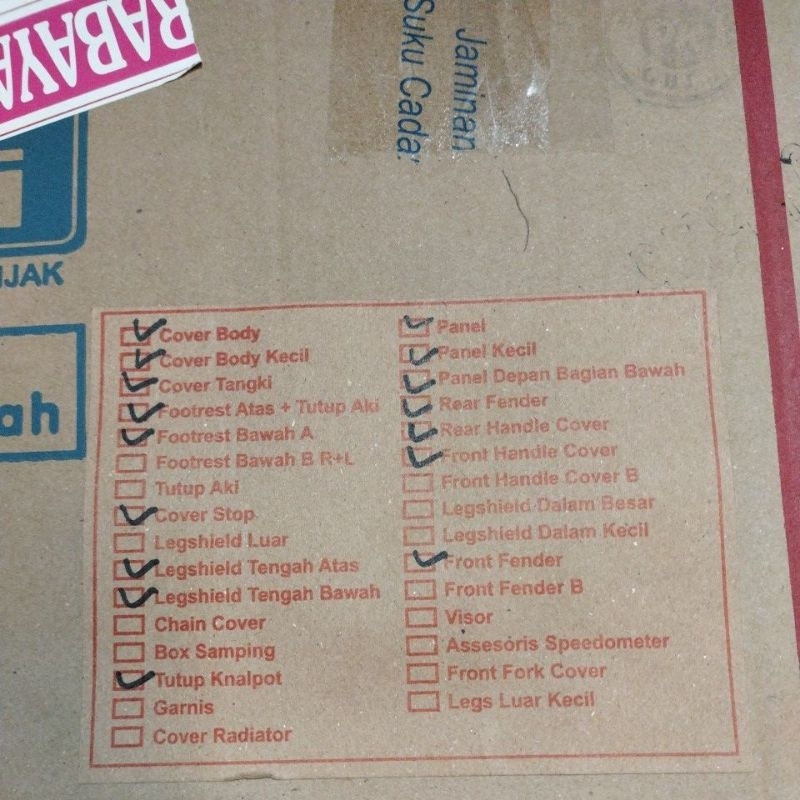 RABAYA
Jaminan
Suku Cada
IJAK
ah
Cover Body
Cover Body Kecil
Cover Tangki
Footrest Atas + Tutup Aki
Footrest Bawah A
Footrest Bawah B R+L
Tutup Aki
Cover Stop
Legshield Luar
Legshield Tengah Atas
Legshield Tengah Bawah
Chain Cover
Box Samping
Tutup Knalpot
Garnis
Cover Radiator
Panel
Panel Kecil
Panel Depan Bagian Bawah
Rear Fender
Rear Handle Cover
Front Handle Cover
Front Handle Cover B
Legshield Dalam Besar
Legshield Dalam Kecil
Front Fender
Front Fender B
Visor
Assesoris Speedometer
Front Fork Cover
Legs Luar Kecil